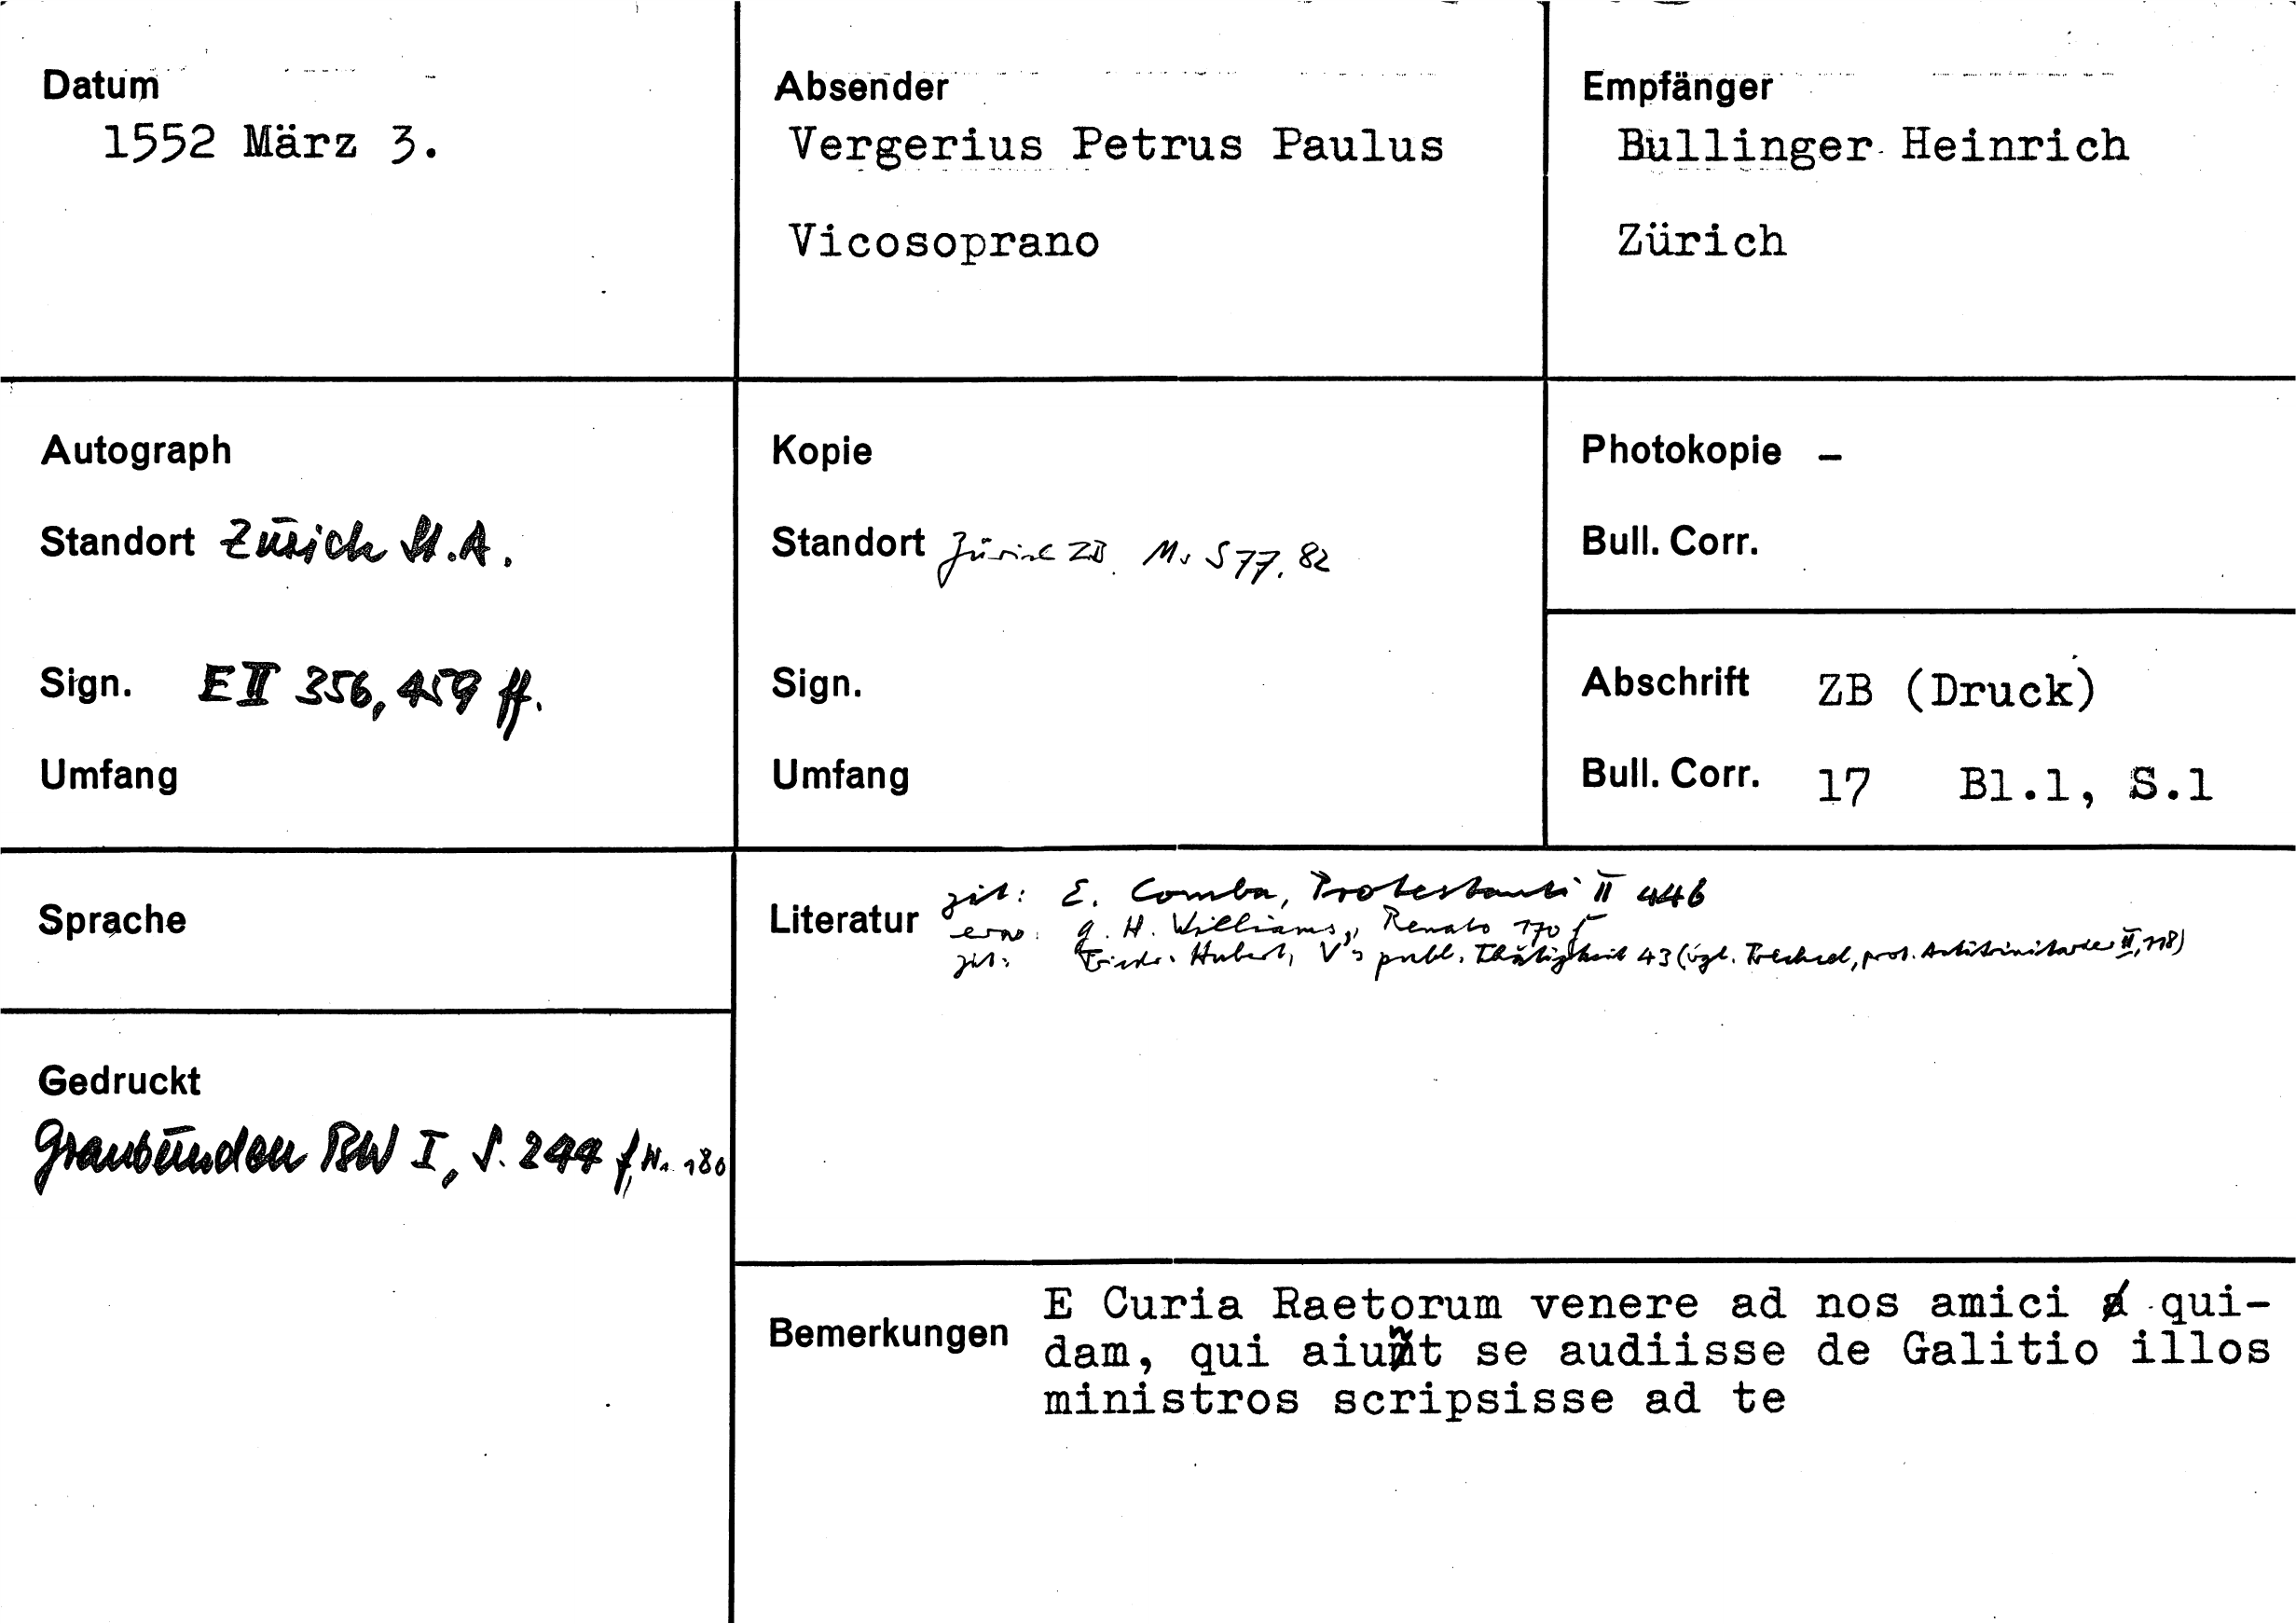 Datum
1552 März 3.
Absender
Vergerius Petrus Paulus
Vicosoprano
Empfänger
Bullinger Heinrich
Zürich
Autograph
Standort Zürich St.A.
Sign. E II 356, 459 ff.
Umfang
Kopie
Standort Zürich ZB Ms S 77, 82
Sign.
Umfang
Photokopie –
Bull. Corr.
Abschrift ZB (Druck)
Bull. Corr. 17 Bl.1, S.1
Sprache
Gedruckt
Graubünden BW I, S. 244 f, Nr. 180
Literatur zit: E. Comba, Protestanti II 446
erw: G. H. Williams, Renato 170 f
zit: Friedr. Hubert, V's publ. Thätigkeit 43 (vgl. Trechsel, prot. Antitrinitarier II, 118)
Bemerkungen
E Curia Raetorum venere ad nos amici qui-
dam, qui aiunt se audiisse de Galitio illos
ministros scripsisse ad te